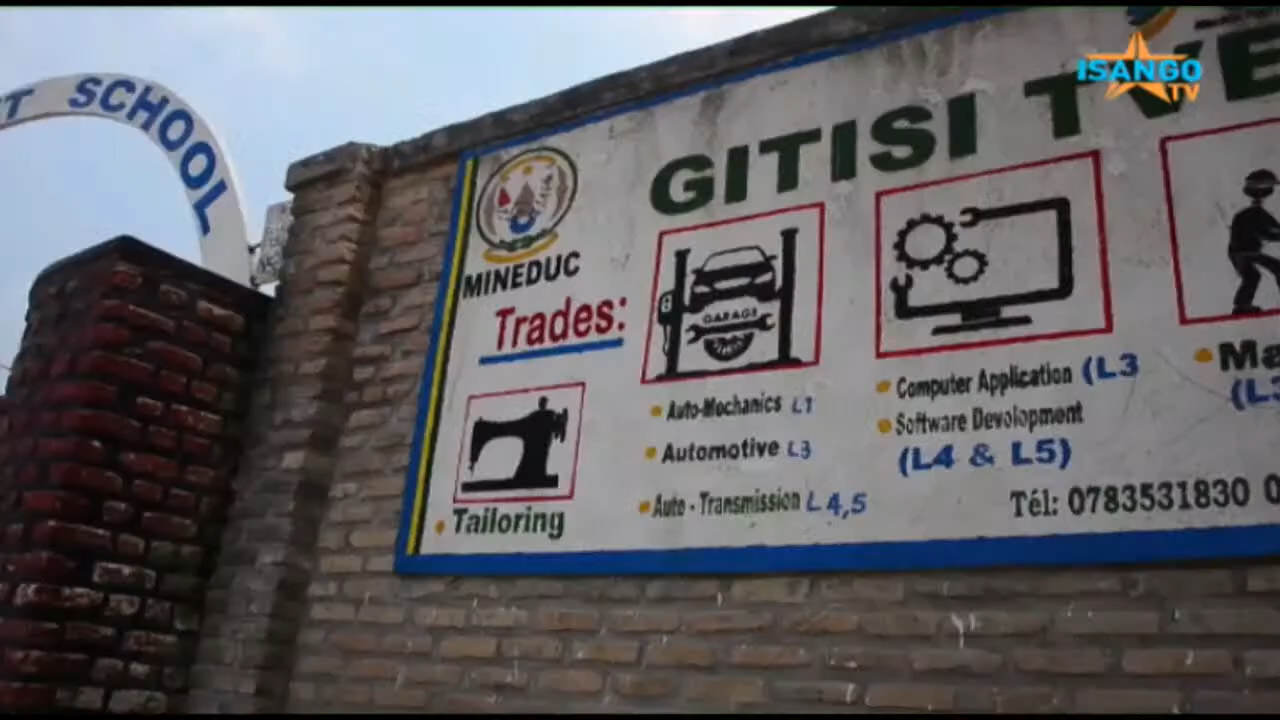 SCHOOL
ISANGO
TV
GITISI
MINEDUC
Trades:
GARAGE
• Tailoring
• Auto-Mechanics L1
• Automotive L3
• Auto - Transmission L 4,5
• Computer Application (L3
• Software Devolopment
(L4 & L5)
Tél: 0783531830